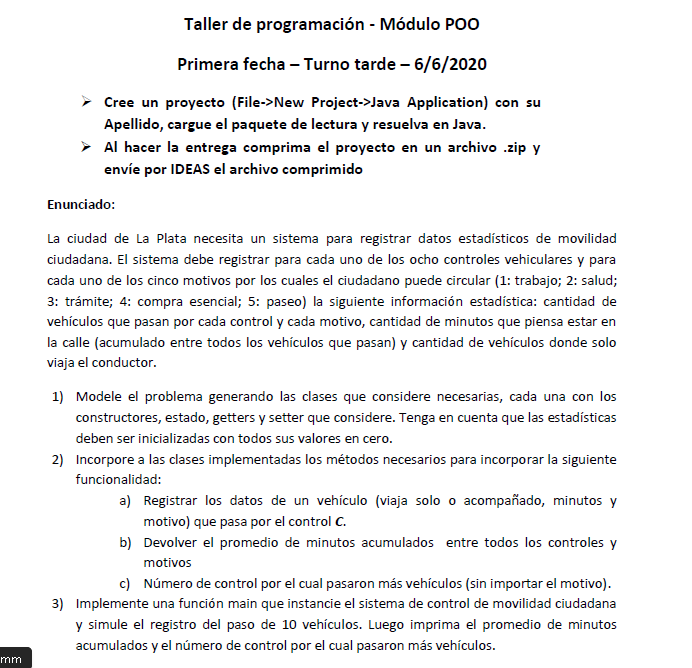 Taller de programación - Módulo POO
Primera fecha – Turno tarde – 6/6/2020
➢ Cree un proyecto (File->New Project->Java Application) con su
Apellido, cargue el paquete de lectura y resuelva en Java.
➢ Al hacer la entrega comprima el proyecto en un archivo .zip y
envíe por IDEAS el archivo comprimido
Enunciado:
La ciudad de La Plata necesita un sistema para registrar datos estadísticos de movilidad
ciudadana. El sistema debe registrar para cada uno de los ocho controles vehiculares y para
cada uno de los cinco motivos por los cuales el ciudadano puede circular (1: trabajo; 2: salud;
3: trámite; 4: compra esencial; 5: paseo) la siguiente información estadística: cantidad de
vehículos que pasan por cada control y cada motivo, cantidad de minutos que piensa estar en
la calle (acumulado entre todos los vehículos que pasan) y cantidad de vehículos donde solo
viaja el conductor.
1) Modele el problema generando las clases que considere necesarias, cada una con los
constructores, estado, getters y setter que considere. Tenga en cuenta que las estadísticas
deben ser inicializadas con todos sus valores en cero.
2) Incorpore a las clases implementadas los métodos necesarios para incorporar la siguiente
funcionalidad:
a) Registrar los datos de un vehículo (viaja solo o acompañado, minutos y
motivo) que pasa por el control C.
b) Devolver el promedio de minutos acumulados entre todos los controles y
motivos
c) Número de control por el cual pasaron más vehículos (sin importar el motivo).
3) Implemente una función main que instancie el sistema de control de movilidad ciudadana
y simule el registro del paso de 10 vehículos. Luego imprima el promedio de minutos
acumulados y el número de control por el cual pasaron más vehículos.
mm